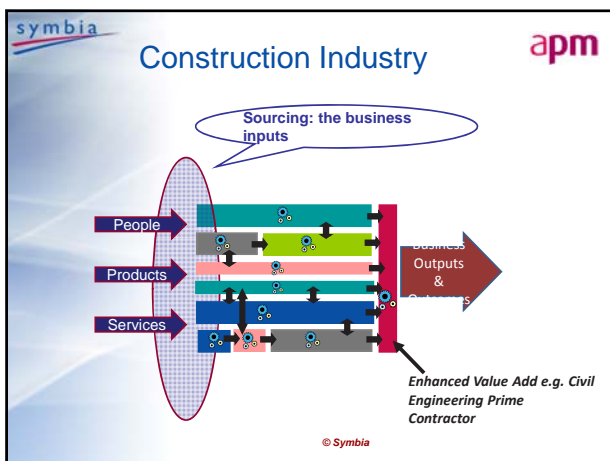 symbia
apm
Construction Industry
Sourcing: the business
inputs
People
Products
Services
Business
Outputs
&
Outcomes
Enhanced Value Add e.g. Civil
Engineering Prime
Contractor
© Symbia